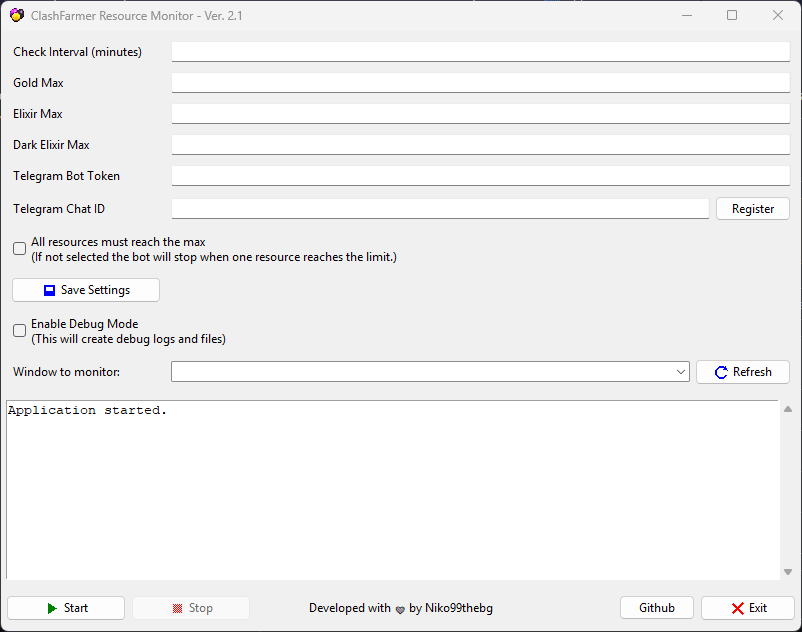 ClashFarmer Resource Monitor - Ver. 2.1
Check Interval (minutes)
Gold Max
Elixir Max
Dark Elixir Max
Telegram Bot Token
Telegram Chat ID
Register
All resources must reach the max
(If not selected the bot will stop when one resource reaches the limit.)
Save Settings
Enable Debug Mode
(This will create debug logs and files)
Window to monitor:
Refresh
Application started.
Start
Stop
Developed with 💜 by Niko99thebg
Github
Exit